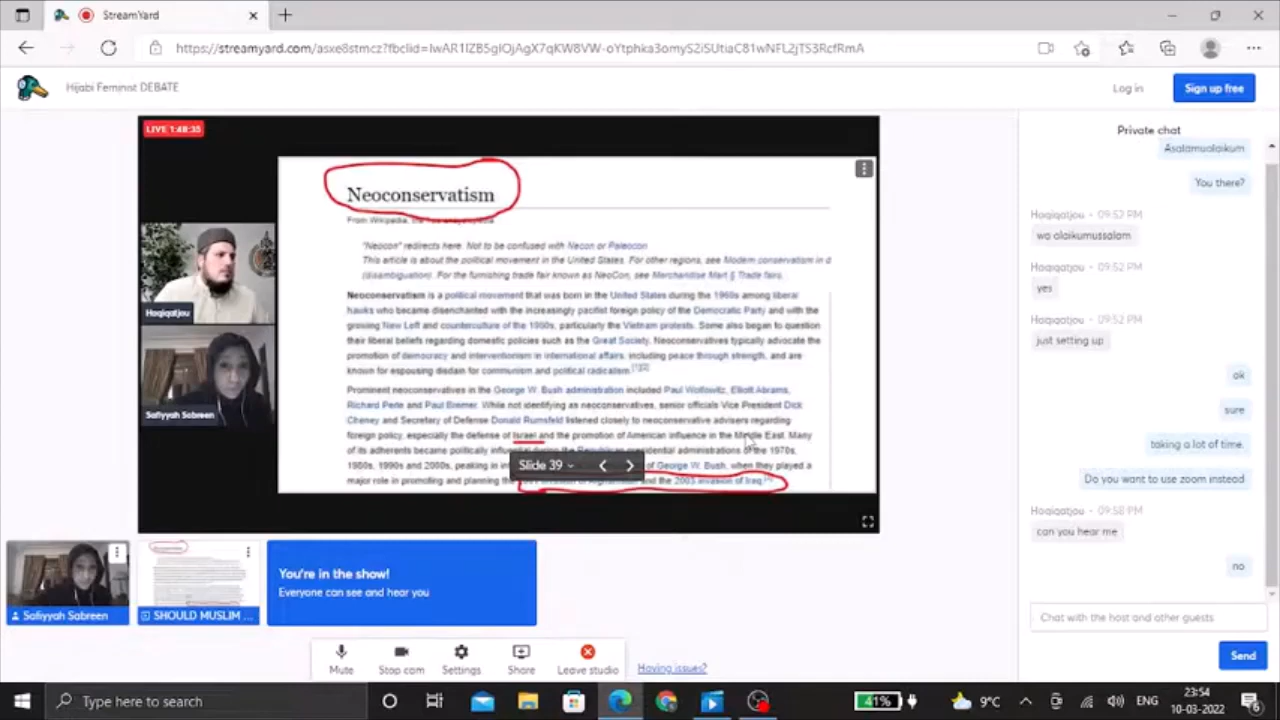 StreamYard
https://streamyard.com/asxe8stmcz?fbclid=IwAR1IZB5gIOjAgX7qKW8VW-oYtphka3omyS2iSUtiaC81wNFL2jTS3RcfRmA
Hijabi Feminist DEBATE
Log in
Sign up free
LIVE 1:48:35
Neoconservatism
From Wikipedia, the
"Neocon" redirects here. Not to be confused with Necon or Paleocon
This article is about the political movement in the United States. For other regions, see Modern conservatism in d
(disambiguation). For the furnishing trade fair known as NeoCon, see Merchandise Mart § Trade fairs.
Neoconservatism is a political movement that was born in the United States during the 1960s among liberal
hawks who became disenchanted with the increasingly pacifist foreign policy of the Democratic Party and with the
growing New Left and counterculture of the 1960s, particularly the Vietnam protests. Some also began to question
their liberal beliefs regarding domestic policies such as the Great Society. Neoconservatives typically advocate the
promotion of democracy and interventionism in international affairs, including peace through strength, and are
known for espousing disdain for communism and political radicalism.[1][2]
Prominent neoconservatives in the George W. Bush administration included Paul Wolfowitz, Elliott Abrams,
Richard Perle and Paul Bremer. While not identifying as neoconservatives, senior officials Vice President Dick
Cheney and Secretary of Defense Donald Rumsfeld listened closely to neoconservative advisers regarding
foreign policy, especially the defense of Israel and the promotion of American influence in the Middle East. Many
of its adherents became politically influential during the Republican presidential administrations of the 1970s,
1980s, 1990s and 2000s, peaking in of George W. Bush, when they played a
major role in promoting and planning the 2001 invasion of Afghanistan and the 2003 invasion of Iraq.
Slide 39
Haqiqatjou
Safiyyah Sabreen
Safiyyah Sabreen
SHOULD MUSLIM ...
You're in the show!
Everyone can see and hear you
Mute
Stop cam
Settings
Share
Leave studio
Having issues?
Private chat
Asalamualaikum
You there?
Haqiqatjou · 09:52 PM
wa alaikumussalam
Haqiqatjou · 09:52 PM
yes
Haqiqatjou · 09:52 PM
just setting up
ok
sure
taking a lot of time.
Do you want to use zoom instead
Haqiqatjou · 09:58 PM
can you hear me
no
Chat with the host and other guests
Send
Type here to search
41%
9°C
ENG
23:54
10-03-2022
6